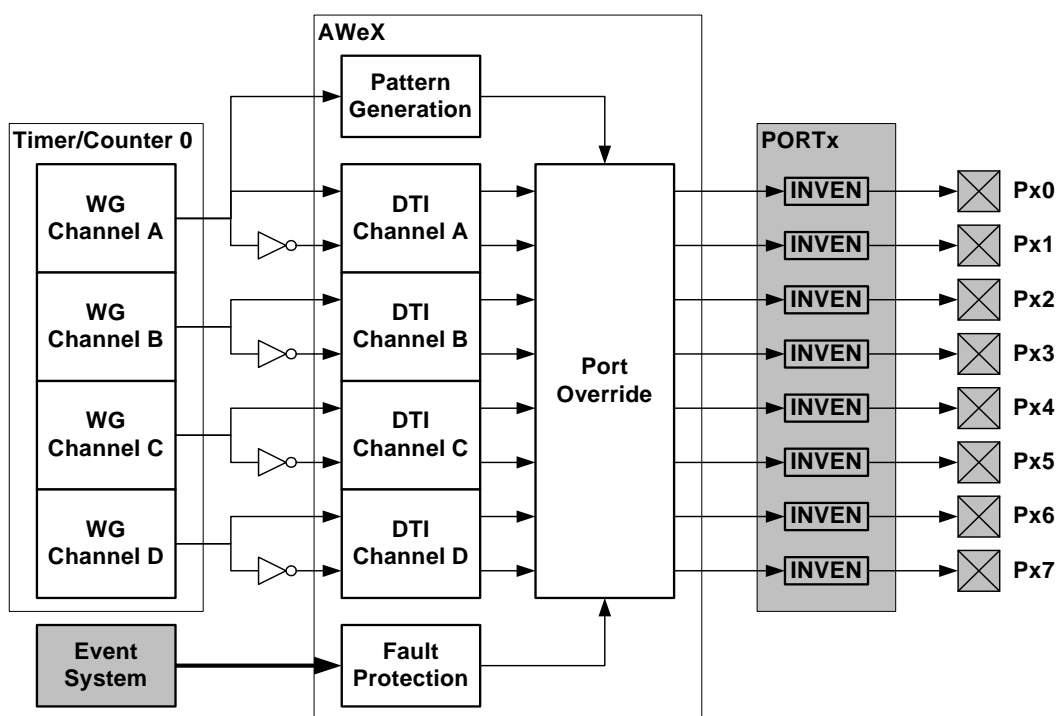 AWeX
Pattern
Generation
Timer/Counter 0
PORTx
WG
Channel A
DTI
Channel A
INVEN
Px0
INVEN
Px1
WG
Channel B
DTI
Channel B
INVEN
Px2
INVEN
Px3
Port
Override
WG
Channel C
DTI
Channel C
INVEN
Px4
INVEN
Px5
WG
Channel D
DTI
Channel D
INVEN
Px6
INVEN
Px7
Event
System
Fault
Protection